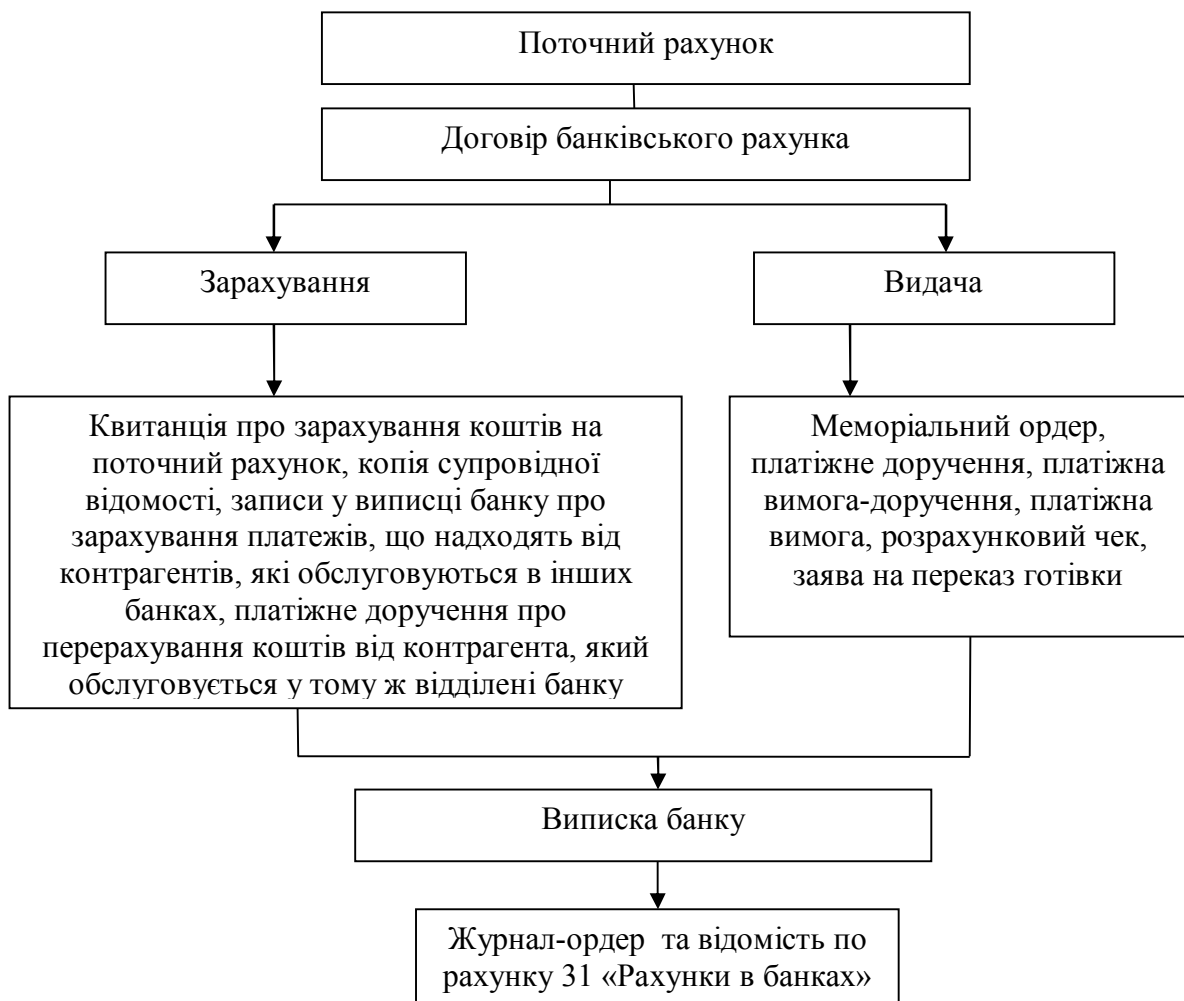 Поточний рахунок
Договір банківського рахунка
Зарахування
Видача
Квитанція про зарахування коштів на
поточний рахунок, копія супровідної
відомості, записи у виписці банку про
зарахування платежів, що надходять від
контрагентів, які обслуговуються в інших
банках, платіжне доручення про
перерахування коштів від контрагента, який
обслуговується у тому ж відділені банку
Меморіальний ордер,
платіжне доручення, платіжна
вимога-доручення, платіжна
вимога, розрахунковий чек,
заява на переказ готівки
Виписка банку
Журнал-ордер та відомість по
рахунку 31 «Рахунки в банках»